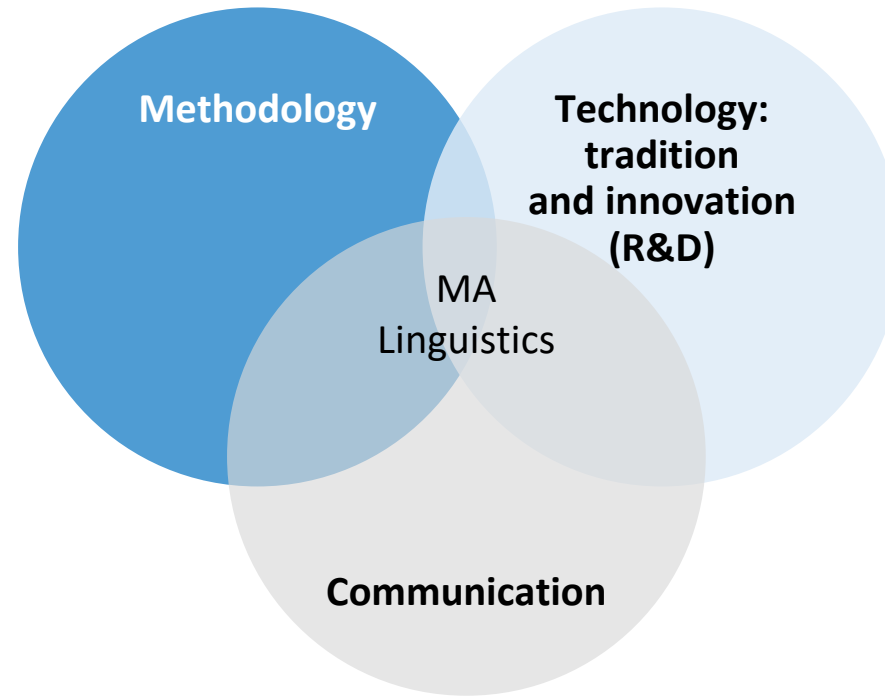 Methodology
Technology:
tradition
and innovation
(R&D)
MA
Linguistics
Communication